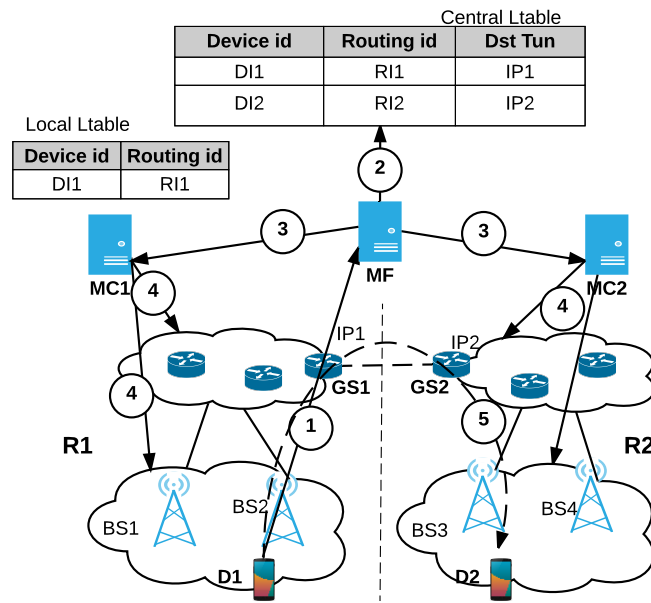 Central Ltable
Device id Routing id Dst Tun
DI1 RI1 IP1
DI2 RI2 IP2
Local Ltable
Device id Routing id
DI1 RI1
2
3 3
MC1 MF MC2
4 4
IP1 IP2
GS1 GS2
4 1 5
R1 R2
BS1 BS2 BS3 BS4
D1 D2